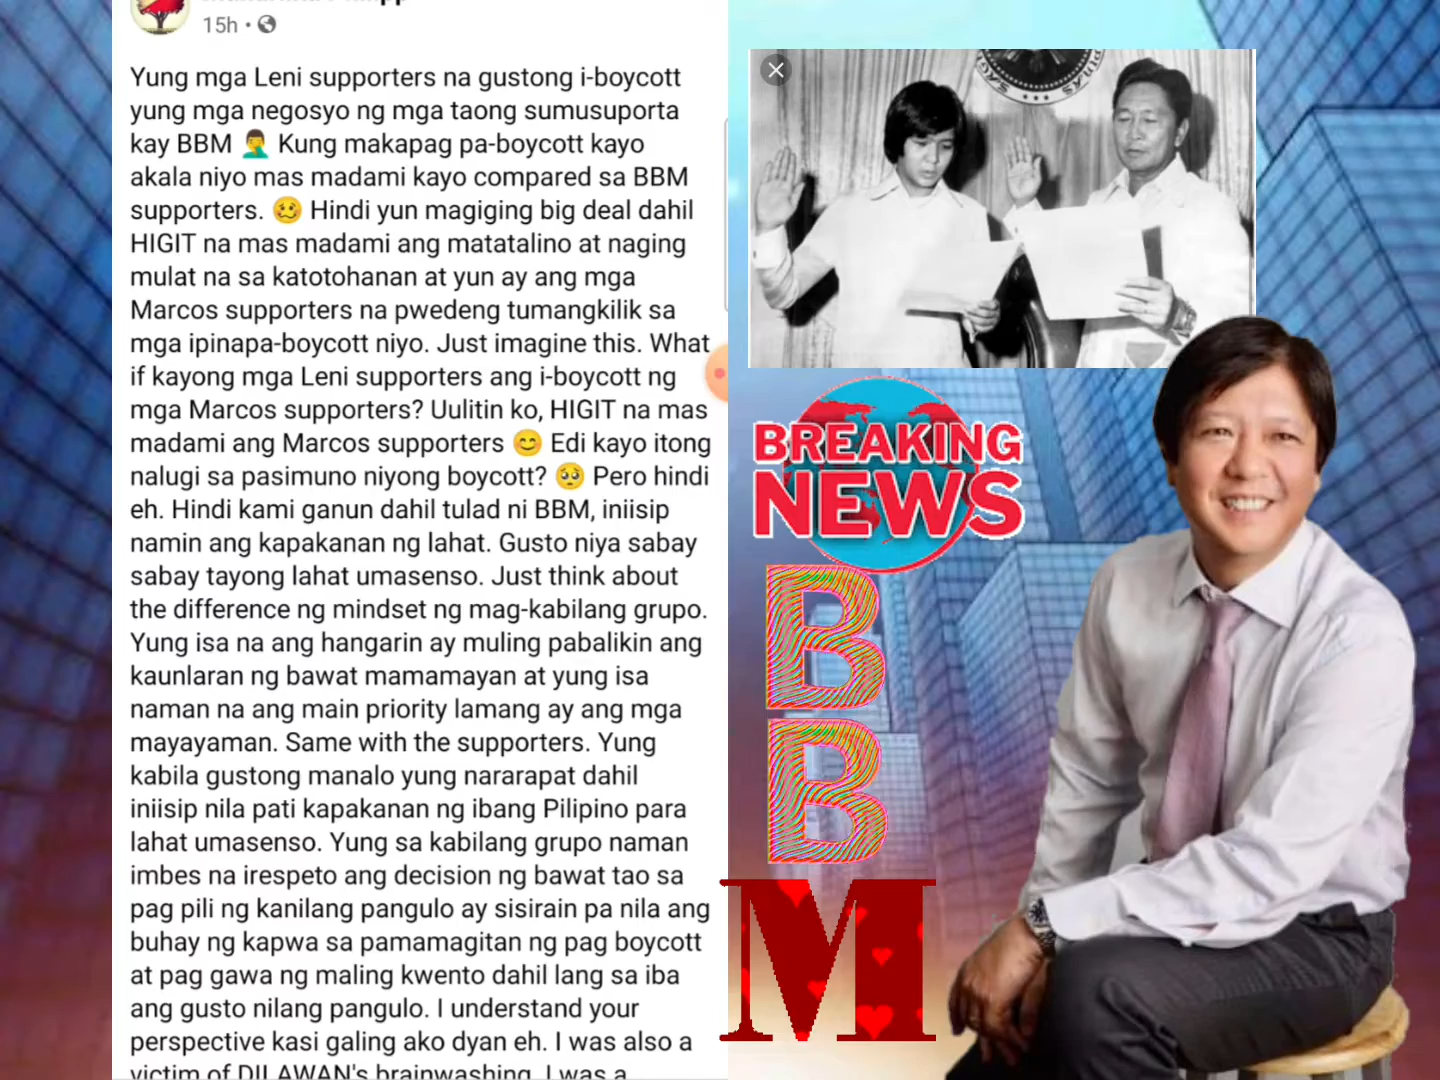 15h
Yung mga Leni supporters na gustong i-boycott
yung mga negosyo ng mga taong sumusuporta
kay BBM 🤦‍♂️ Kung makapag pa-boycott kayo
akala niyo mas madami kayo compared sa BBM
supporters. 🥴 Hindi yun magiging big deal dahil
HIGIT na mas madami ang matatalino at naging
mulat na sa katotohanan at yun ay ang mga
Marcos supporters na pwedeng tumangkilik sa
mga ipinapa-boycott niyo. Just imagine this. What
if kayong mga Leni supporters ang i-boycott ng
mga Marcos supporters? Uulitin ko, HIGIT na mas
madami ang Marcos supporters 😊 Edi kayo itong
nalugi sa pasimuno niyong boycott? 🥺 Pero hindi
eh. Hindi kami ganun dahil tulad ni BBM, iniisip
namin ang kapakanan ng lahat. Gusto niya sabay
sabay tayong lahat umasenso. Just think about
the difference ng mindset ng mag-kabilang grupo.
Yung isa na ang hangarin ay muling pabalikin ang
kaunlaran ng bawat mamamayan at yung isa
naman na ang main priority lamang ay ang mga
mayayaman. Same with the supporters. Yung
kabila gustong manalo yung nararapat dahil
iniisip nila pati kapakanan ng ibang Pilipino para
lahat umasenso. Yung sa kabilang grupo naman
imbes na irespeto ang decision ng bawat tao sa
pag pili ng kanilang pangulo ay sisirain pa nila ang
buhay ng kapwa sa pamamagitan ng pag boycott
at pag gawa ng maling kwento dahil lang sa iba
ang gusto nilang pangulo. I understand your
perspective kasi galing ako dyan eh. I was also a
victim of DILAWAN's brainwashing. I was a
BREAKING
NEWS
B
B
M